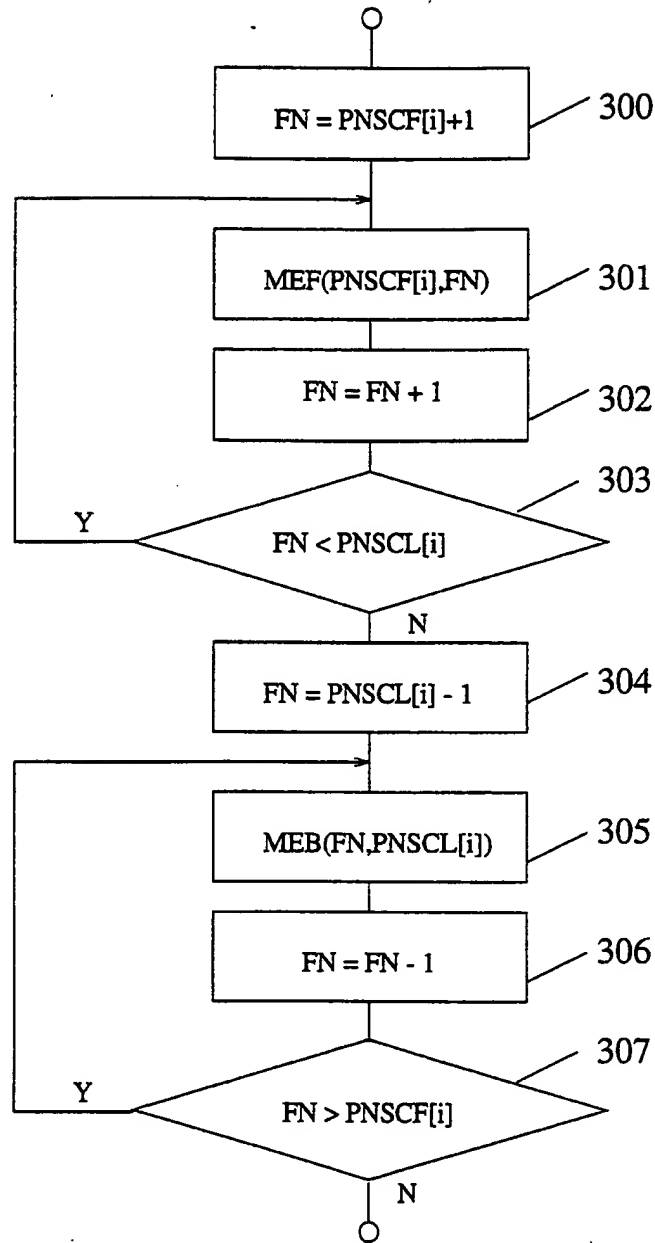 FN = PNSCF[i]+1
300
MEF(PNSCF[i],FN)
301
FN = FN + 1
302
303
Y
FN < PNSCL[i]
N
FN = PNSCL[i] - 1
304
MEB(FN,PNSCL[i])
305
FN = FN - 1
306
307
Y
FN > PNSCF[i]
N